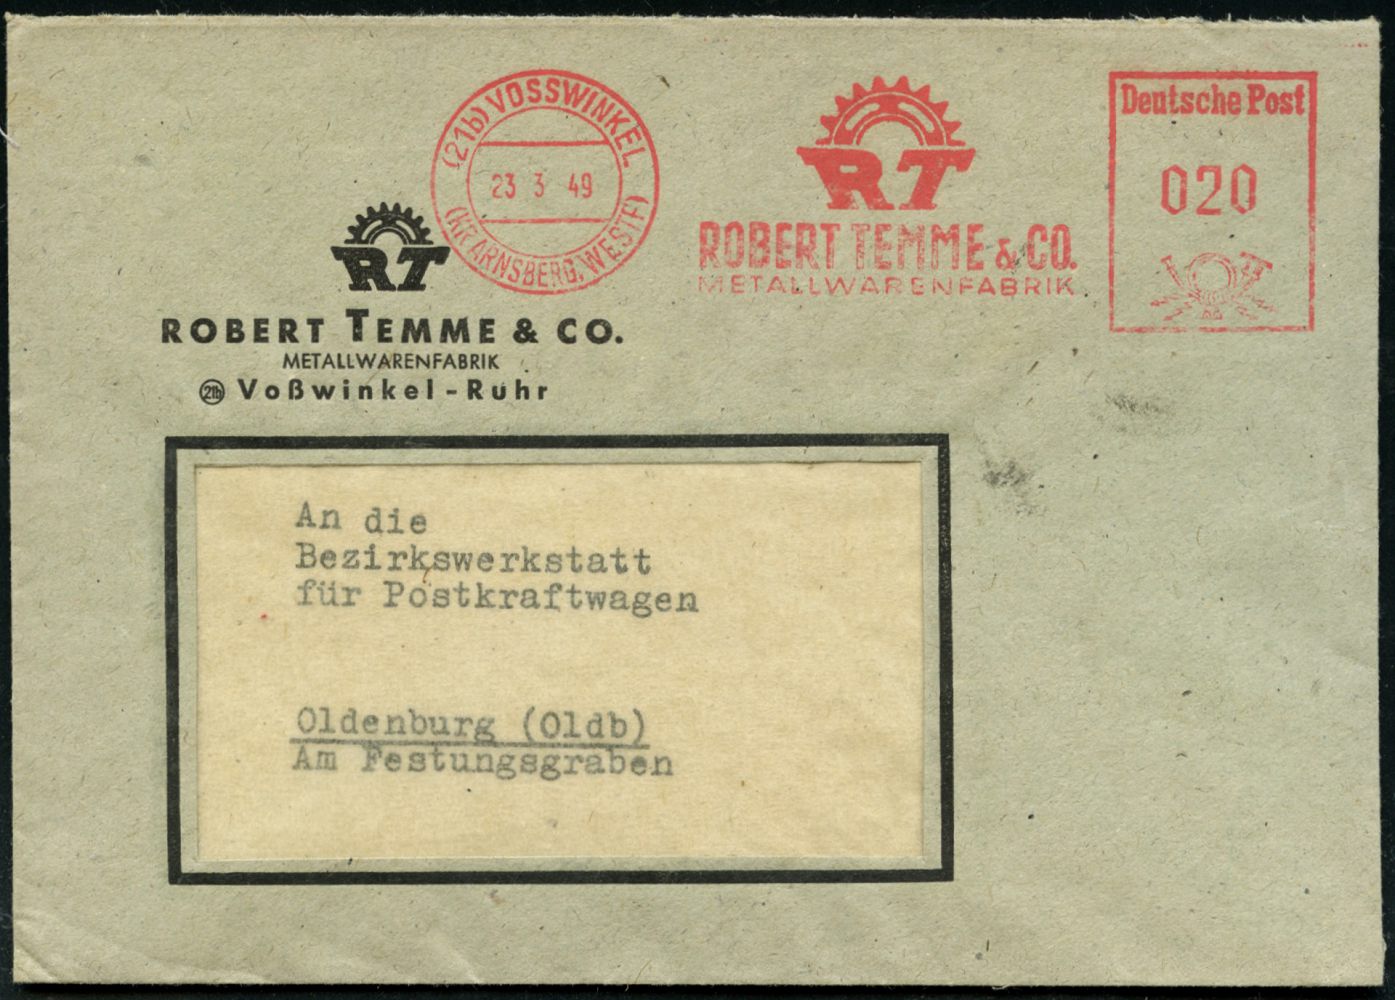 (21b) VOSSWINKEL
23 3 49
(KR ARNSBERG, WESTF)
RT
ROBERT TEMME & CO.
METALLWARENFABRIK
Deutsche Post
020
RT
ROBERT TEMME & CO.
METALLWARENFABRIK
21b Voßwinkel-Ruhr
An die
Bezirkswerkstatt
für Postkraftwagen
Oldenburg (Oldb)
Am Festungsgraben